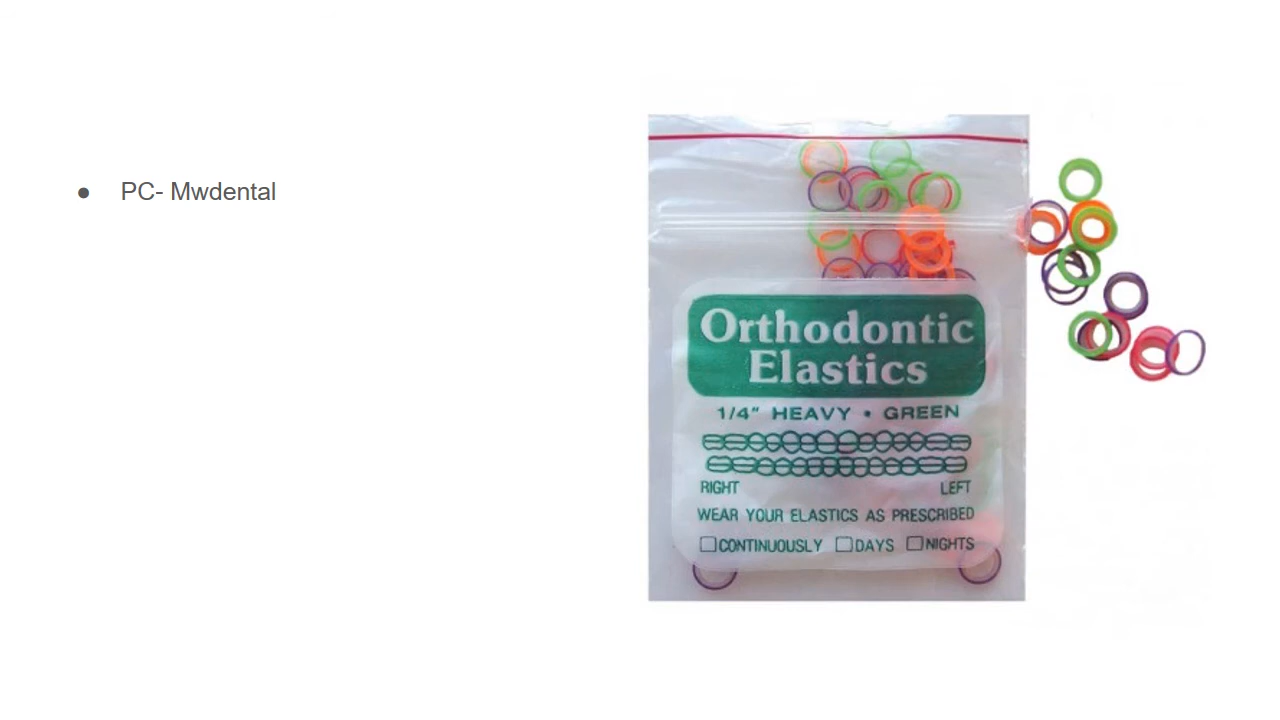 ● PC- Mwdental
Orthodontic
Elastics
1/4" HEAVY • GREEN
RIGHT LEFT
WEAR YOUR ELASTICS AS PRESCRIBED
☐CONTINUOUSLY ☐DAYS ☐NIGHTS